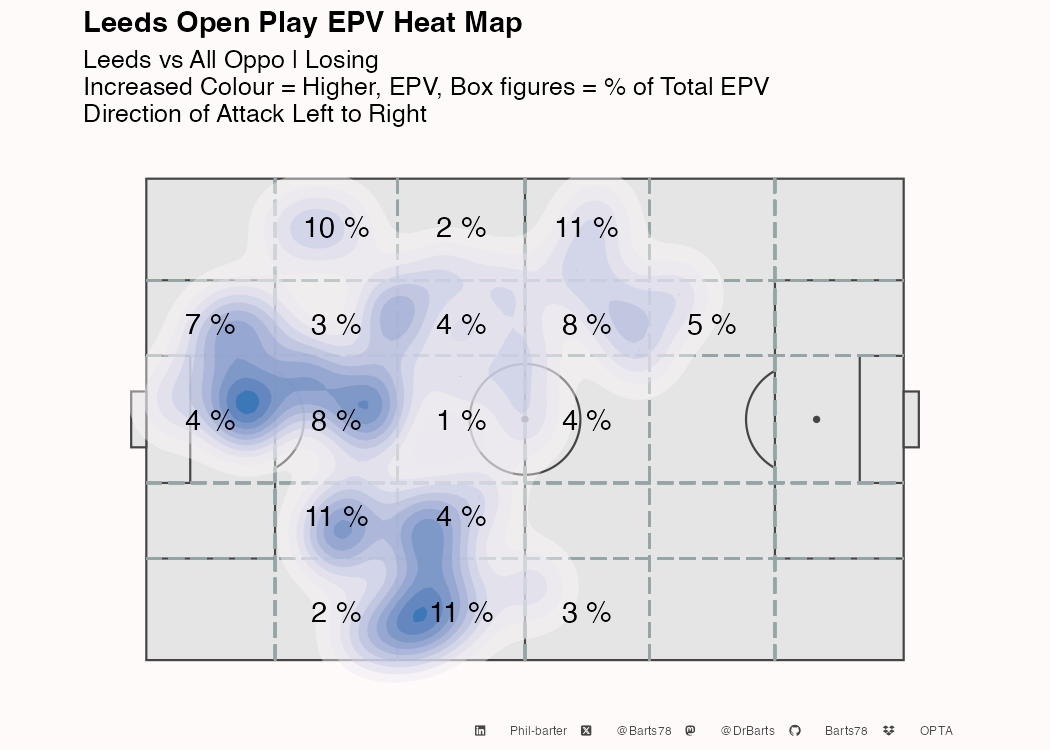 Leeds Open Play EPV Heat Map
Leeds vs All Oppo | Losing
Increased Colour = Higher, EPV, Box figures = % of Total EPV
Direction of Attack Left to Right
10 % 2 % 11 %
7 % 3 % 4 % 8 % 5 %
4 % 8 % 1 % 4 %
11 % 4 %
2 % 11 % 3 %
Phil-barter @Barts78 @DrBarts Barts78 OPTA